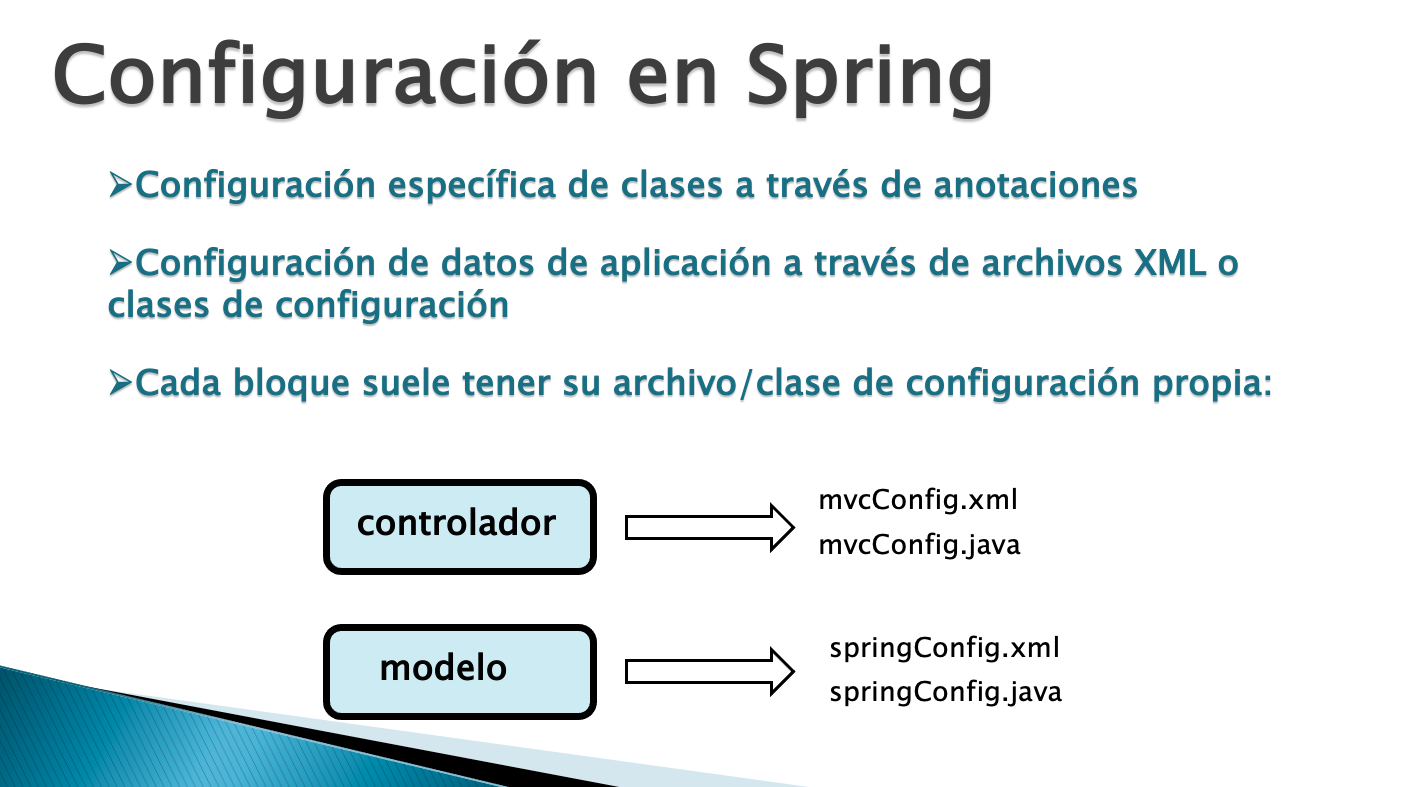 Configuración en Spring
➢Configuración específica de clases a través de anotaciones
➢Configuración de datos de aplicación a través de archivos XML o
clases de configuración
➢Cada bloque suele tener su archivo/clase de configuración propia:
controlador
mvcConfig.xml
mvcConfig.java
modelo
springConfig.xml
springConfig.java